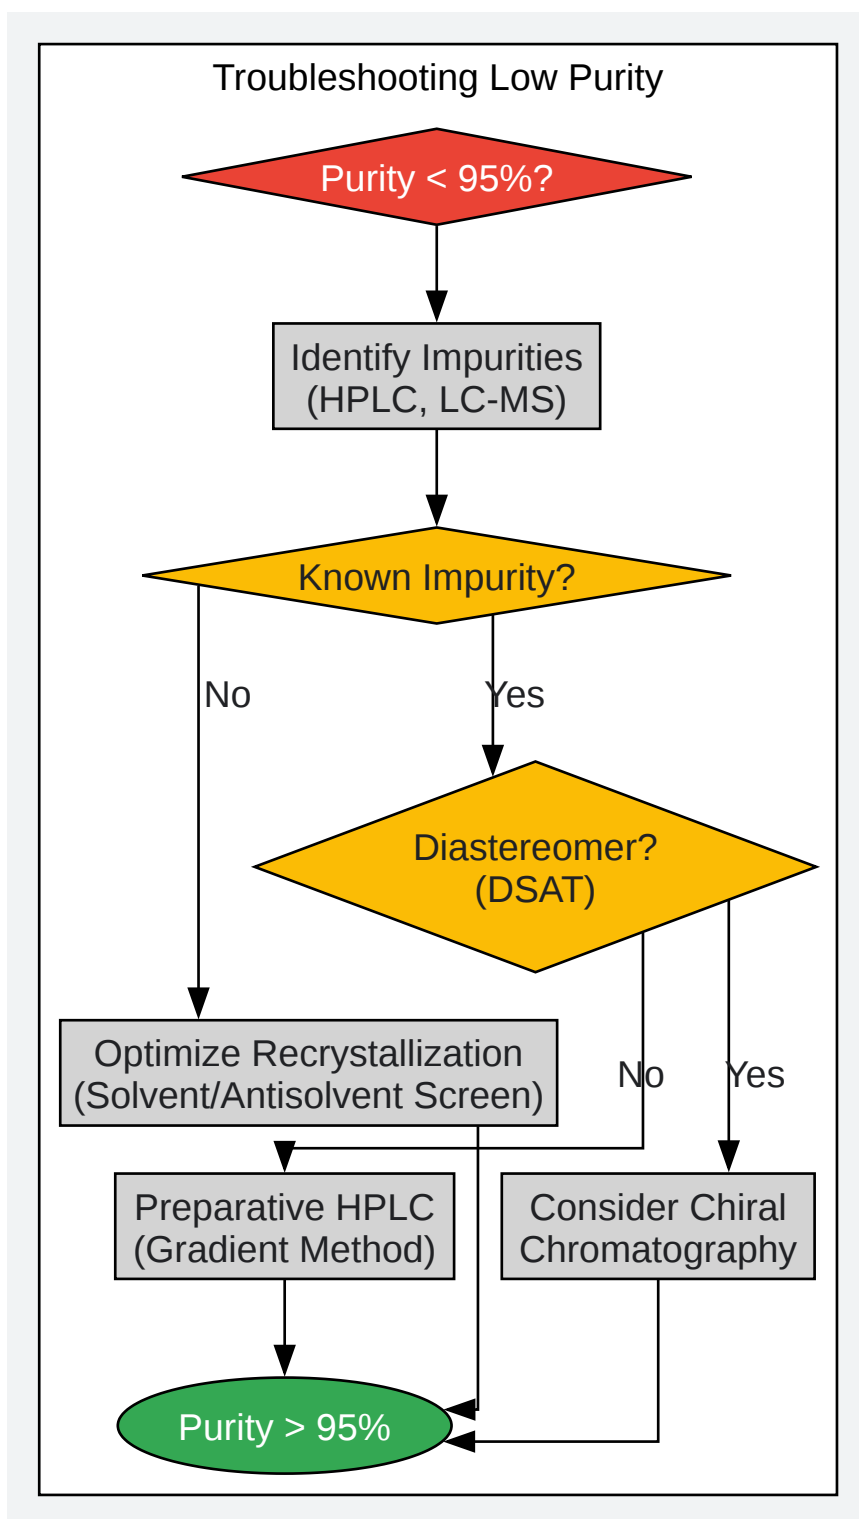 Troubleshooting Low Purity
Purity < 95%?
Identify Impurities
(HPLC, LC-MS)
Known Impurity?
No
Yes
Diastereomer?
(DSAT)
Optimize Recrystallization
(Solvent/Antisolvent Screen)
No
Yes
Preparative HPLC
(Gradient Method)
Consider Chiral
Chromatography
Purity > 95%